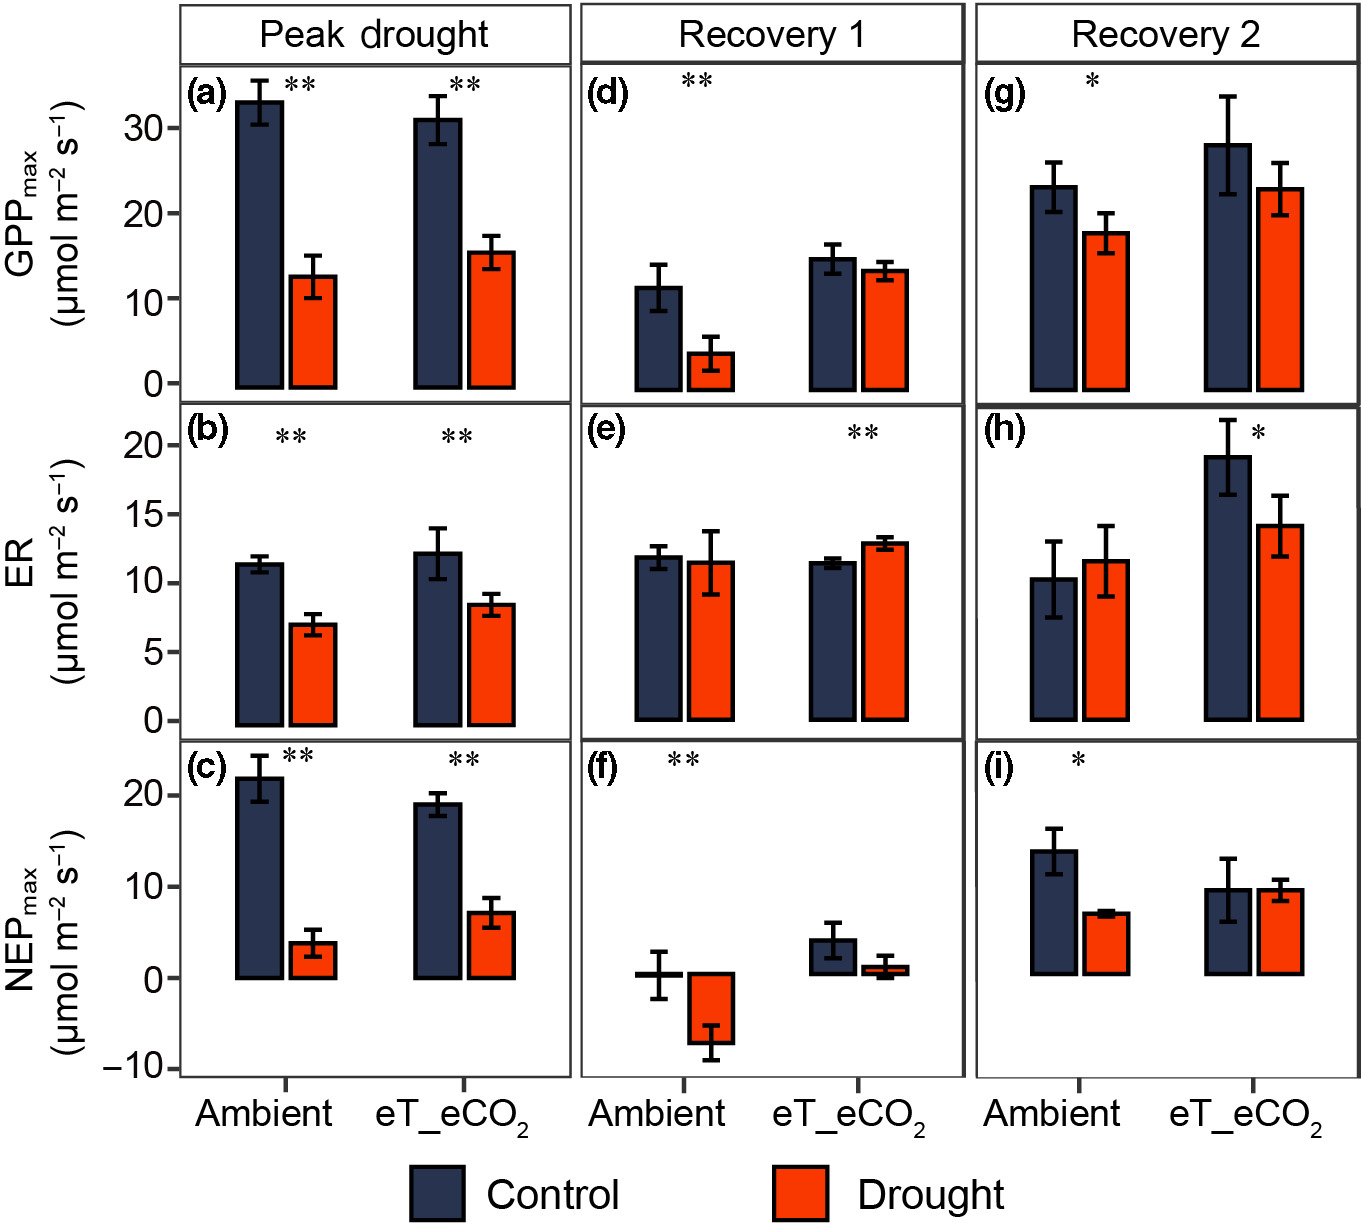 Peak drought
Recovery 1
Recovery 2
GPPmax
(µmol m−2 s−1)
30
20
10
0
(a)
**
**
(d)
**
(g)
*
ER
(µmol m−2 s−1)
20
15
10
5
0
(b)
**
**
(e)
**
(h)
*
NEPmax
(µmol m−2 s−1)
20
10
0
−10
(c)
**
**
(f)
**
(i)
*
Ambient
eT_eCO2
Ambient
eT_eCO2
Ambient
eT_eCO2
Control
Drought